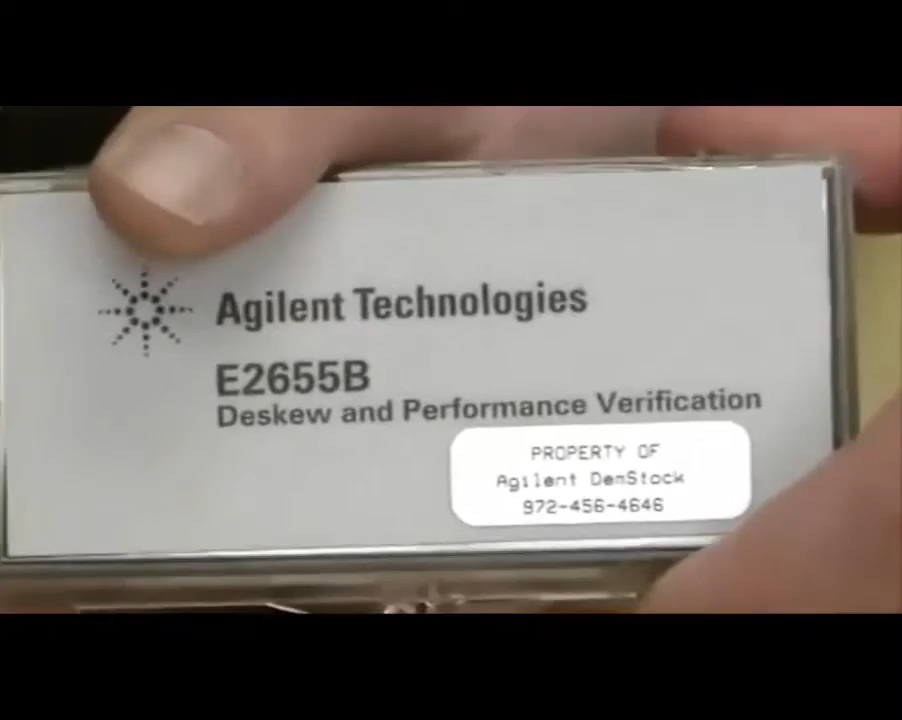 Agilent Technologies
E2655B
Deskew and Performance Verification
PROPERTY OF
Agilent DemStock
972-456-4646